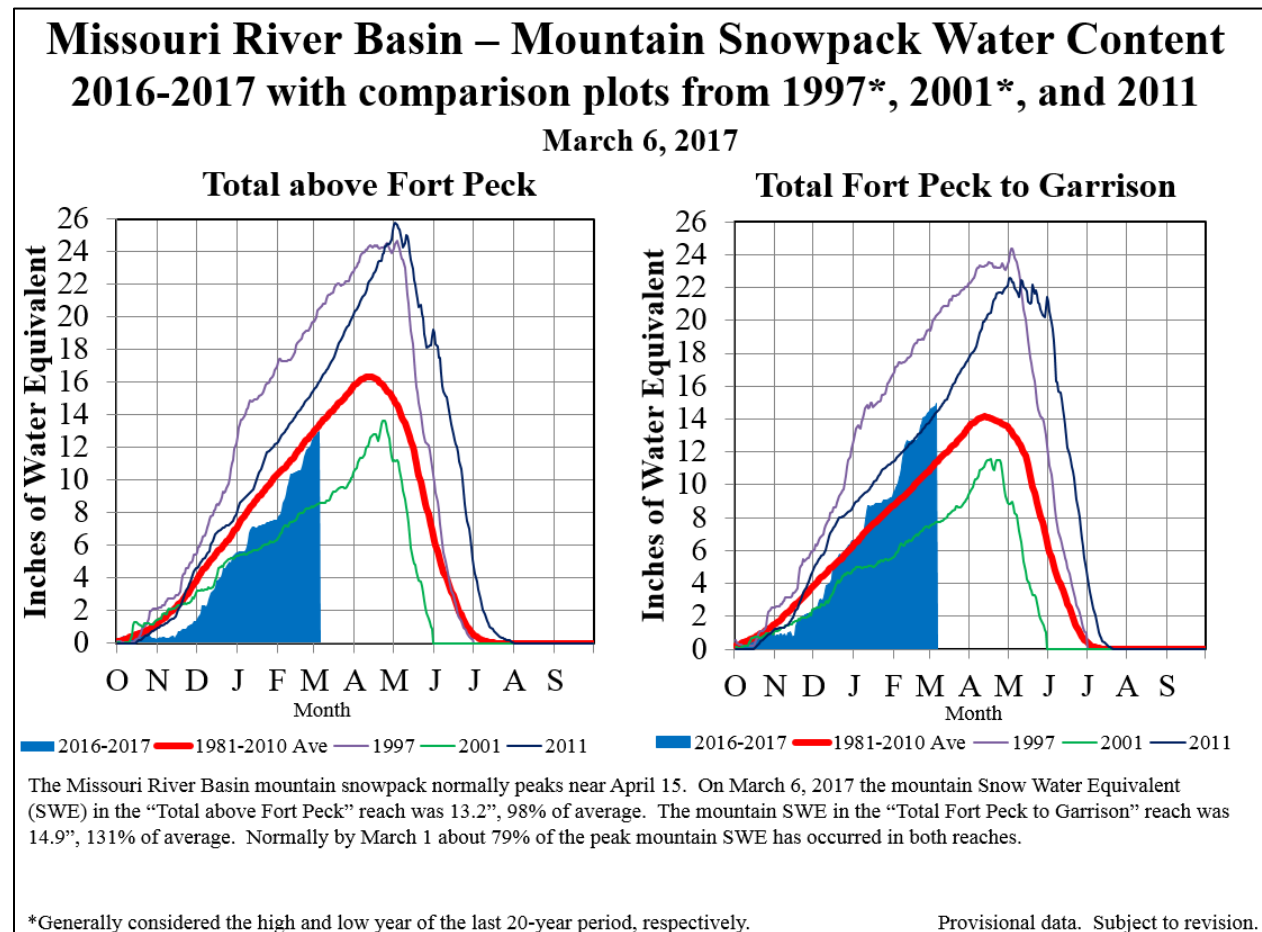 Missouri River Basin – Mountain Snowpack Water Content
2016-2017 with comparison plots from 1997*, 2001*, and 2011
March 6, 2017
Total above Fort Peck
Inches of Water Equivalent
26
24
22
20
18
16
14
12
10
8
6
4
2
0
O N D J F M A M J J A S
Month
2016-2017 1981-2010 Ave 1997 2001 2011
Total Fort Peck to Garrison
Inches of Water Equivalent
26
24
22
20
18
16
14
12
10
8
6
4
2
0
O N D J F M A M J J A S
Month
2016-2017 1981-2010 Ave 1997 2001 2011
The Missouri River Basin mountain snowpack normally peaks near April 15.  On March 6, 2017 the mountain Snow Water Equivalent
(SWE) in the “Total above Fort Peck” reach was 13.2”, 98% of average.  The mountain SWE in the “Total Fort Peck to Garrison” reach was
14.9”, 131% of average.  Normally by March 1 about 79% of the peak mountain SWE has occurred in both reaches.
*Generally considered the high and low year of the last 20-year period, respectively. Provisional data.  Subject to revision.